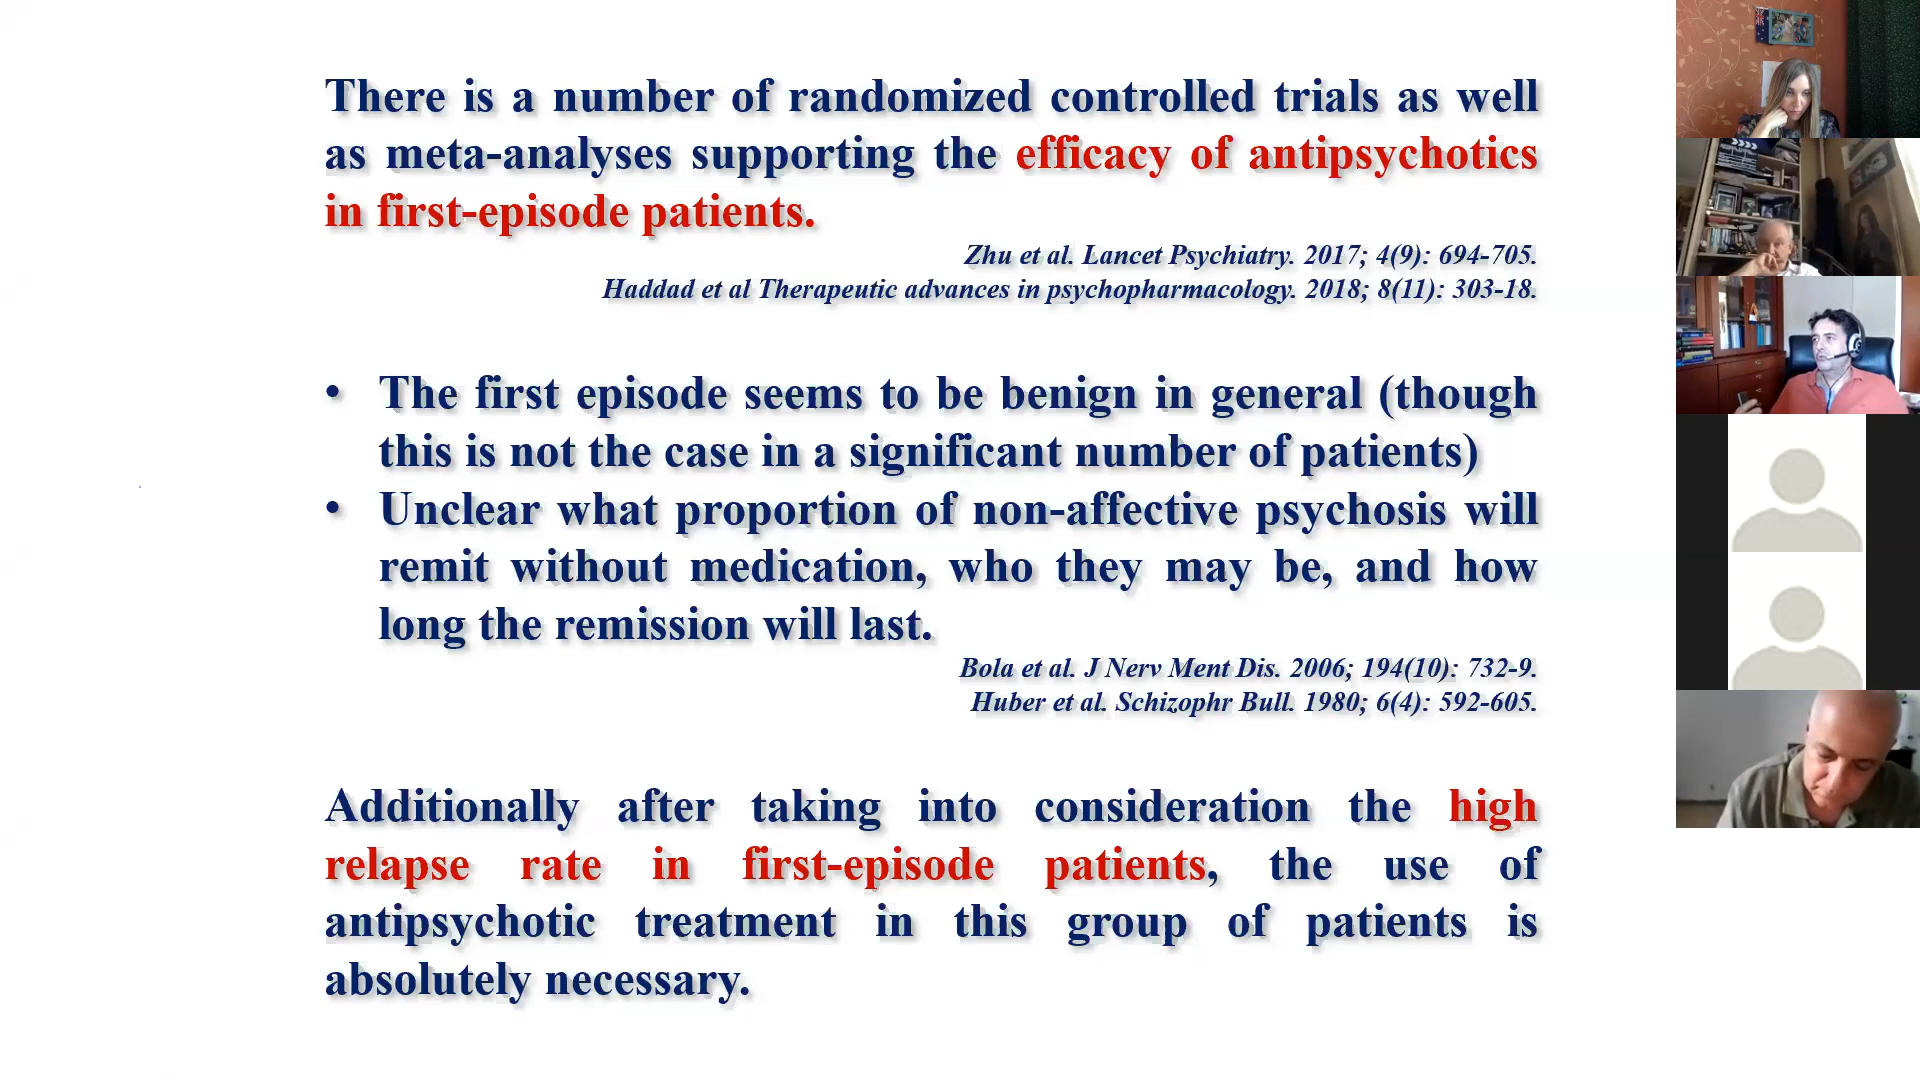 There is a number of randomized controlled trials as well
as meta-analyses supporting the efficacy of antipsychotics
in first-episode patients.
Zhu et al. Lancet Psychiatry. 2017; 4(9): 694-705.
Haddad et al Therapeutic advances in psychopharmacology. 2018; 8(11): 303-18.
• The first episode seems to be benign in general (though
this is not the case in a significant number of patients)
• Unclear what proportion of non-affective psychosis will
remit without medication, who they may be, and how
long the remission will last.
Bola et al. J Nerv Ment Dis. 2006; 194(10): 732-9.
Huber et al. Schizophr Bull. 1980; 6(4): 592-605.
Additionally after taking into consideration the high
relapse rate in first-episode patients, the use of
antipsychotic treatment in this group of patients is
absolutely necessary.